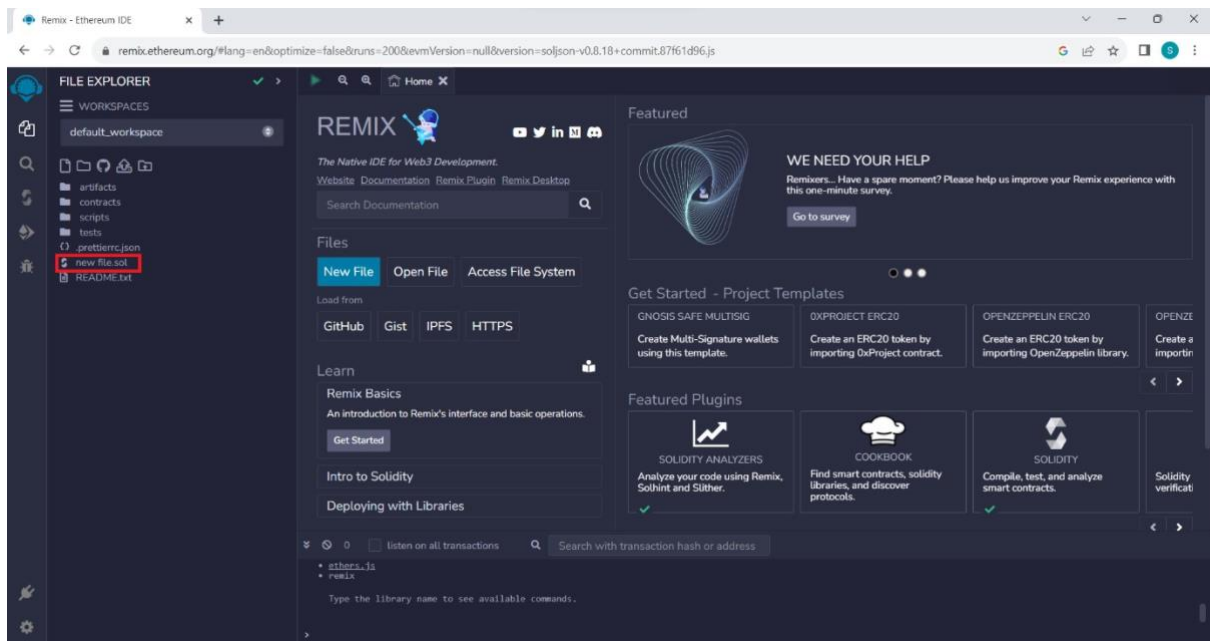 Remix - Ethereum IDE
remix.ethereum.org/#lang=en&optimize=false&runs=200&evmVersion=null&version=soljson-v0.8.18+commit.87f61d96.js
S
FILE EXPLORER
WORKSPACES
default_workspace
artifacts
contracts
scripts
tests
.prettierrc.json
new file.sol
README.txt
Home
REMIX
The Native IDE for Web3 Development.
Website Documentation Remix Plugin Remix Desktop
Search Documentation
Files
New File Open File Access File System
Load from
GitHub Gist IPFS HTTPS
Learn
Remix Basics
An introduction to Remix's interface and basic operations.
Get Started
Intro to Solidity
Deploying with Libraries
Featured
WE NEED YOUR HELP
Remixers... Have a spare moment? Please help us improve your Remix experience with
this one-minute survey.
Go to survey
Get Started - Project Templates
GNOSIS SAFE MULTISIG
Create Multi-Signature wallets
using this template.
0XPROJECT ERC20
Create an ERC20 token by
importing 0xProject contract.
OPENZEPPELIN ERC20
Create an ERC20 token by
importing OpenZeppelin library.
OPENZE
Create a
importin
Featured Plugins
SOLIDITY ANALYZERS
Analyze your code using Remix,
Solhint and Slither.
COOKBOOK
Find smart contracts, solidity
libraries, and discover
protocols.
SOLIDITY
Compile, test, and analyze
smart contracts.
Solidity
verificati
0 listen on all transactions Search with transaction hash or address
• ethers.js
• remix
Type the library name to see available commands.
>